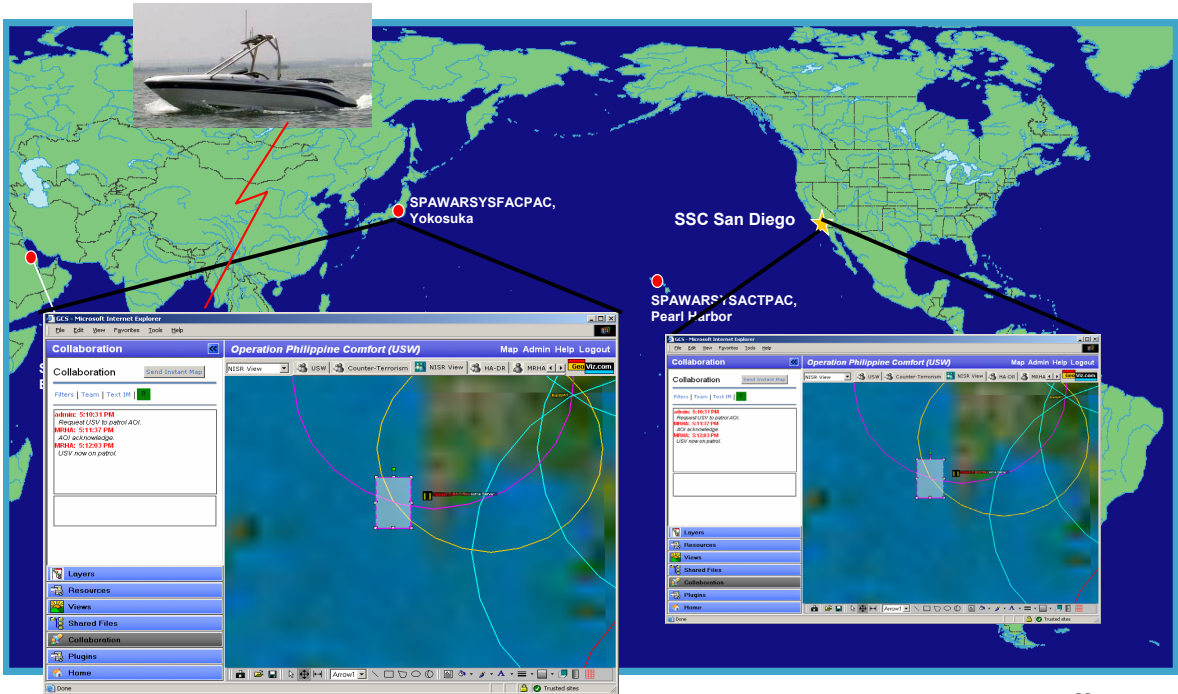 SPAWARSYSFACPAC,
Yokosuka
SSC San Diego
SPAWARSYSACTPAC,
Pearl Harbor
GCS - Microsoft Internet Explorer
File Edit View Favorites Tools Help
Collaboration
Operation Philippine Comfort (USW)
Map Admin Help Logout
Collaboration
Send Instant Map
NISR View
USW
Counter-Terrorism
NISR View
HA-DR
MRHA
GeoViz.com
Filters | Team | Text IM |
admin: 5:10:31 PM
Request USV to patrol AOI.
MRHA: 5:11:37 PM
AOI acknowledge.
MRHA: 5:12:03 PM
USV now on patrol.
Layers
Resources
Views
Shared Files
Collaboration
Plugins
Home
Arrow1
Done
Trusted sites
GCS - Microsoft Internet Explorer
File Edit View Favorites Tools Help
Collaboration
Operation Philippine Comfort (USW)
Map Admin Help Logout
Collaboration
Send Instant Map
NISR View
USW
Counter-Terrorism
NISR View
HA-DR
MRHA
GeoViz.com
Filters | Team | Text IM |
admin: 5:10:31 PM
Request USV to patrol AOI.
MRHA: 5:11:37 PM
AOI acknowledge.
MRHA: 5:12:03 PM
USV now on patrol.
Layers
Resources
Views
Shared Files
Collaboration
Plugins
Home
Arrow1
Done
Trusted sites